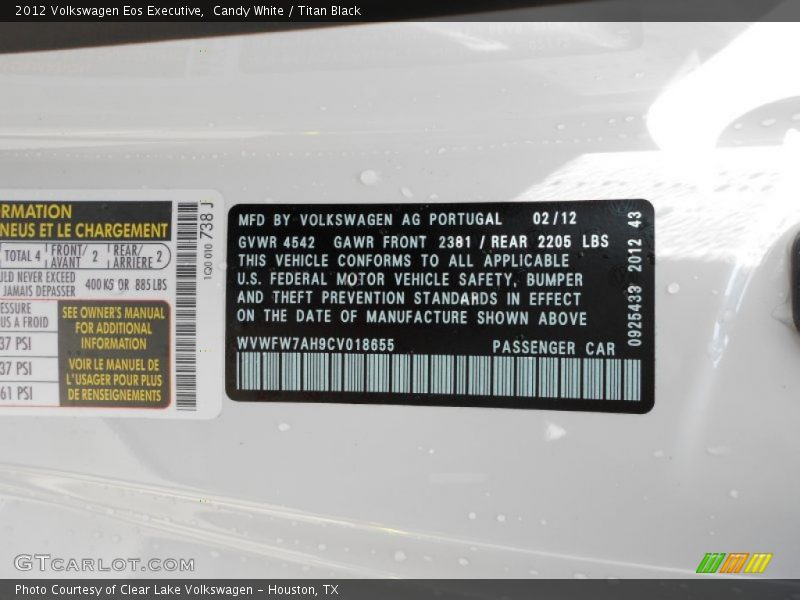 2012 Volkswagen Eos Executive, Candy White / Titan Black
RMATION
NEUS ET LE CHARGEMENT
TOTAL 4 FRONT/ AVANT 2 REAR/ ARRIERE 2
ULD NEVER EXCEED
JAMAIS DEPASSER
400 KG OR 885 LBS
ESSURE
US A FROID
37 PSI
37 PSI
61 PSI
SEE OWNER'S MANUAL
FOR ADDITIONAL
INFORMATION
VOIR LE MANUEL DE
L'USAGER POUR PLUS
DE RENSEIGNEMENTS
1Q0 010 738 J
MFD BY VOLKSWAGEN AG PORTUGAL 02/12
GVWR 4542 GAWR FRONT 2381 / REAR 2205 LBS
THIS VEHICLE CONFORMS TO ALL APPLICABLE
U.S. FEDERAL MOTOR VEHICLE SAFETY, BUMPER
AND THEFT PREVENTION STANDARDS IN EFFECT
ON THE DATE OF MANUFACTURE SHOWN ABOVE
WVWFW7AH9CV018655 PASSENGER CAR
0925433 2012 43
GTCARLOT.COM
Photo Courtesy of Clear Lake Volkswagen - Houston, TX